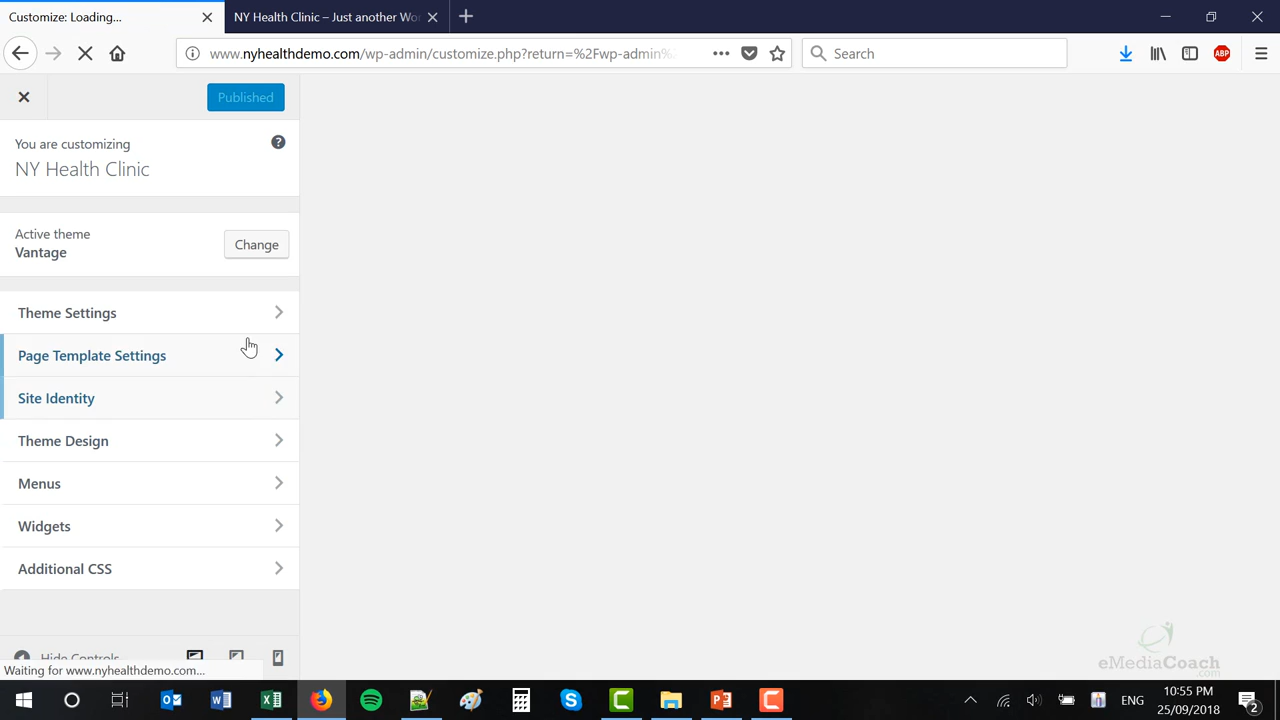 Customize: Loading...
NY Health Clinic – Just another Wo
www.nyhealthdemo.com/wp-admin/customize.php?return=%2Fwp-admin%
Search
ABP
Published
You are customizing
NY Health Clinic
Active theme
Vantage
Change
Theme Settings
Page Template Settings
Site Identity
Theme Design
Menus
Widgets
Additional CSS
Hide Controls
Waiting for www.nyhealthdemo.com...
eMediaCoach
.com
ENG
10:55 PM
25/09/2018
2